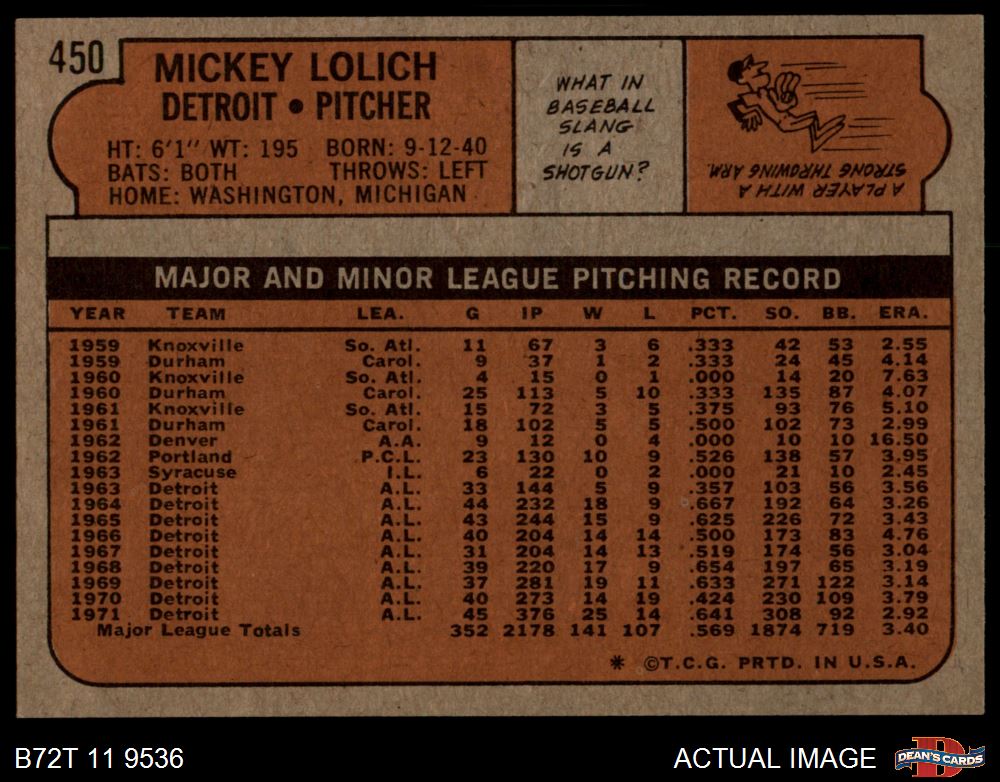 450
MICKEY LOLICH
DETROIT • PITCHER
HT: 6'1" WT: 195 BORN: 9-12-40
BATS: BOTH THROWS: LEFT
HOME: WASHINGTON, MICHIGAN
WHAT IN
BASEBALL
SLANG
IS A
SHOTGUN?
A PLAYER WITH A
STRONG THROWING ARM.
MAJOR AND MINOR LEAGUE PITCHING RECORD
YEAR TEAM LEA. G IP W L PCT. SO. BB. ERA.
1959 Knoxville So. Atl. 11 67 3 6 .333 42 53 2.55
1959 Durham Carol. 9 37 1 2 .333 24 45 4.14
1960 Knoxville So. Atl. 4 15 0 1 .000 14 20 7.63
1960 Durham Carol. 25 113 5 10 .333 135 87 4.07
1961 Knoxville So. Atl. 15 72 3 5 .375 93 76 5.10
1961 Durham Carol. 18 102 5 5 .500 102 73 2.99
1962 Denver A.A. 9 12 0 4 .000 10 10 16.50
1962 Portland P.C.L. 23 130 10 9 .526 138 57 3.95
1963 Syracuse I.L. 6 22 0 2 .000 21 10 2.45
1963 Detroit A.L. 33 144 5 9 .357 103 56 3.56
1964 Detroit A.L. 44 232 18 9 .667 192 64 3.26
1965 Detroit A.L. 43 244 15 9 .625 226 72 3.43
1966 Detroit A.L. 40 204 14 14 .500 173 83 4.76
1967 Detroit A.L. 31 204 14 13 .519 174 56 3.04
1968 Detroit A.L. 39 220 17 9 .654 197 65 3.19
1969 Detroit A.L. 37 281 19 11 .633 271 122 3.14
1970 Detroit A.L. 40 273 14 19 .424 230 109 3.79
1971 Detroit A.L. 45 376 25 14 .641 308 92 2.92
Major League Totals 352 2178 141 107 .569 1874 719 3.40
* ©T.C.G. PRTD. IN U.S.A.
B72T 11 9536
ACTUAL IMAGE
D
DEAN'S CARDS